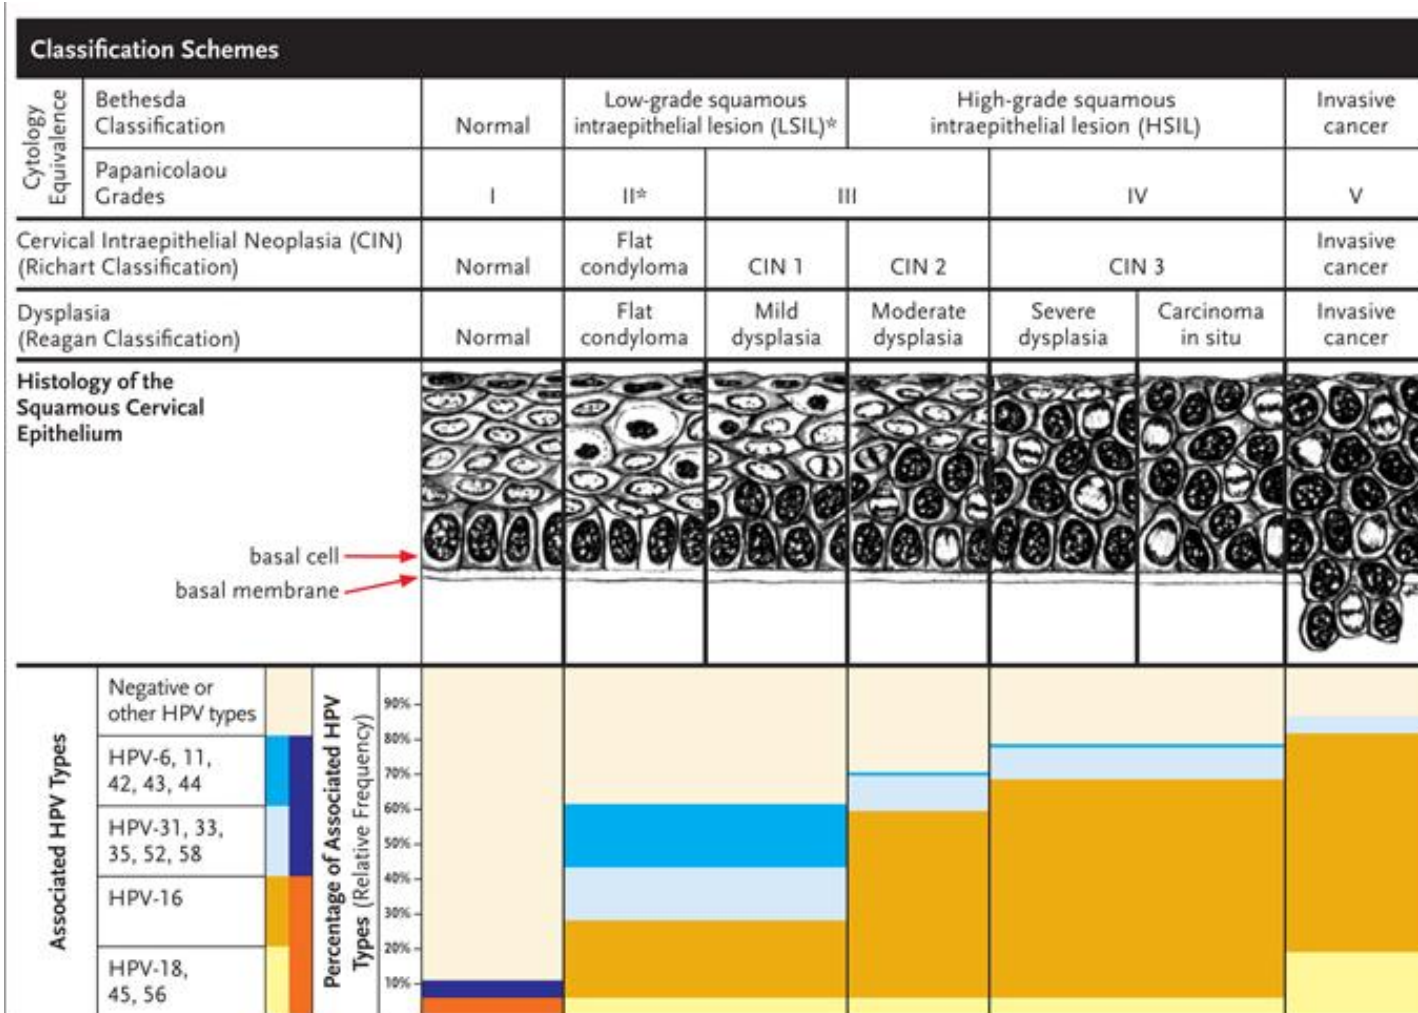 Classification Schemes
Cytology
Equivalence
Bethesda
Classification
Normal
Low-grade squamous
intraepithelial lesion (LSIL)*
High-grade squamous
intraepithelial lesion (HSIL)
Invasive
cancer
Papanicolaou
Grades
I
II*
III
IV
V
Cervical Intraepithelial Neoplasia (CIN)
(Richart Classification)
Normal
Flat
condyloma
CIN 1
CIN 2
CIN 3
Invasive
cancer
Dysplasia
(Reagan Classification)
Normal
Flat
condyloma
Mild
dysplasia
Moderate
dysplasia
Severe
dysplasia
Carcinoma
in situ
Invasive
cancer
Histology of the
Squamous Cervical
Epithelium
basal cell
basal membrane
Associated HPV Types
Negative or
other HPV types
HPV-6, 11,
42, 43, 44
HPV-31, 33,
35, 52, 58
HPV-16
HPV-18,
45, 56
Percentage of Associated HPV
Types (Relative Frequency)
90%
80%
70%
60%
50%
40%
30%
20%
10%